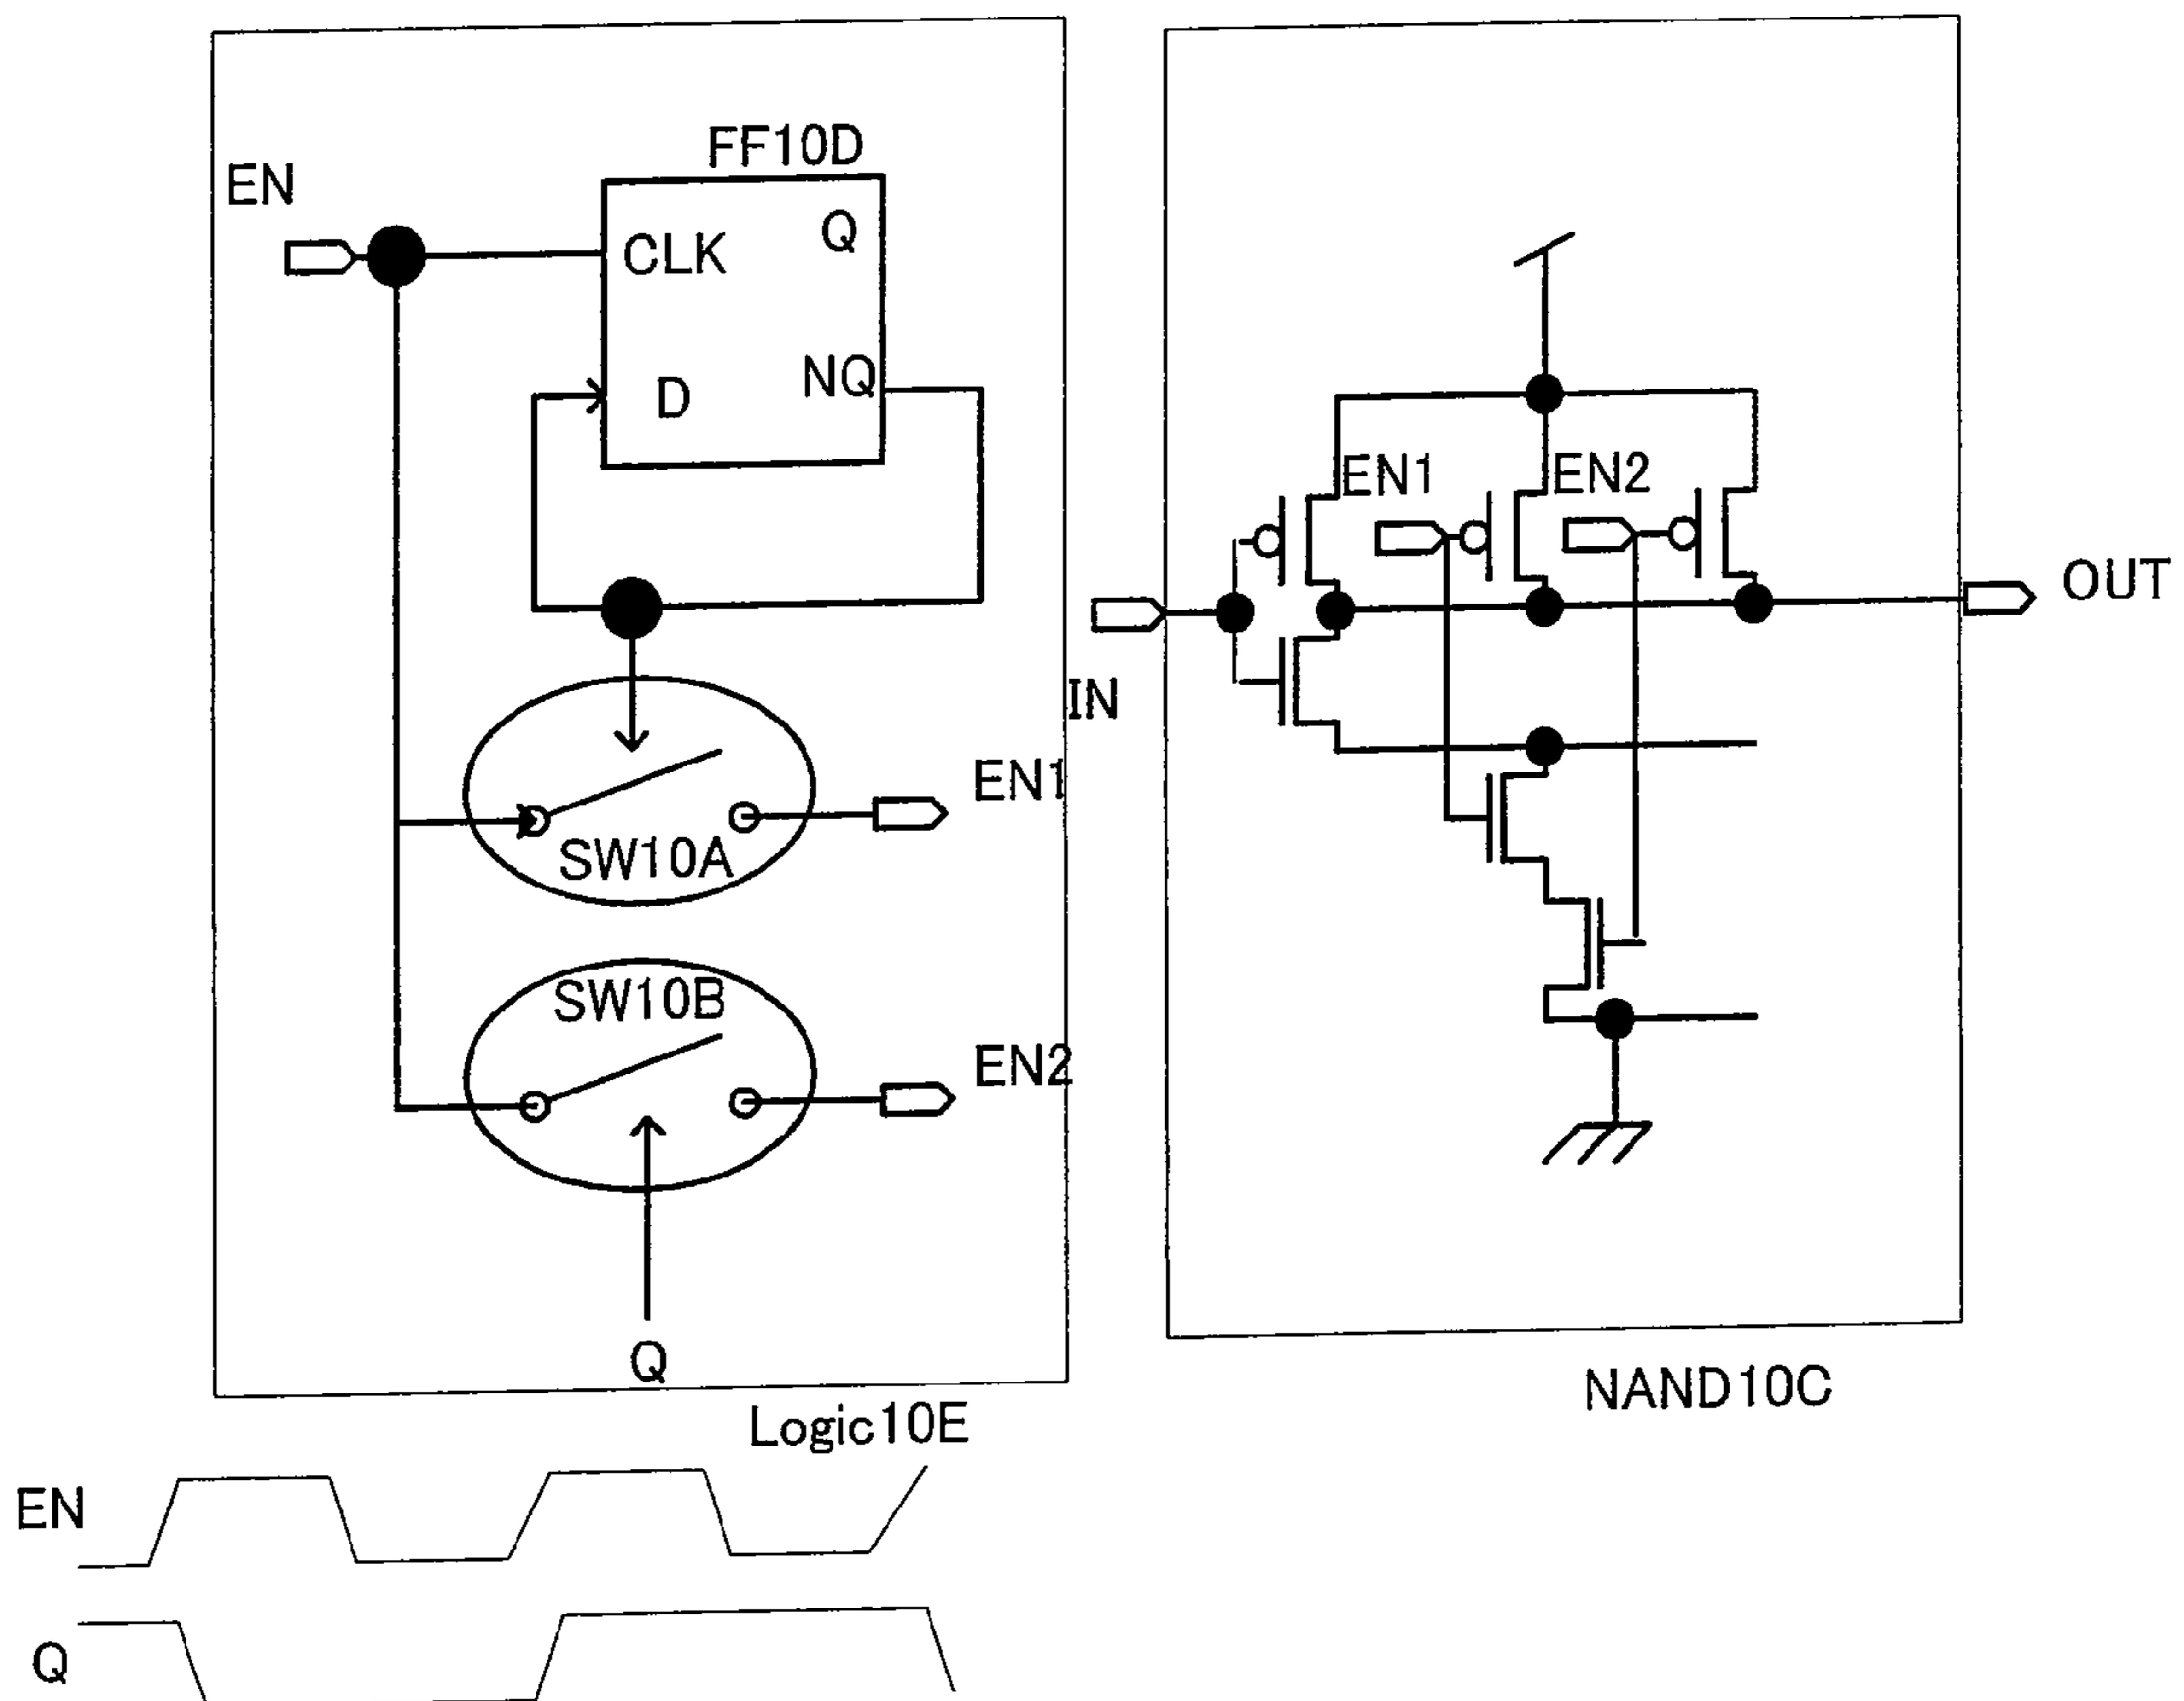 FF10D
EN
CLK
Q
D
NQ
SW10A
EN1
SW10B
EN2
Q
Logic10E
EN1
EN2
IN
OUT
NAND10C
EN
Q